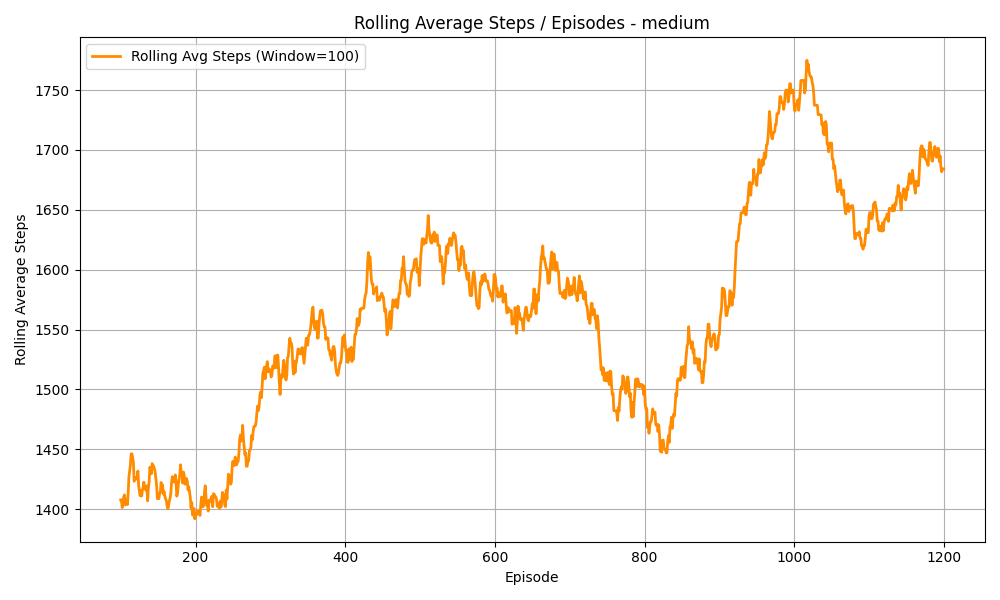 Rolling Average Steps / Episodes - medium
Rolling Avg Steps (Window=100)
Rolling Average Steps
1750
1700
1650
1600
1550
1500
1450
1400
200 400 600 800 1000 1200
Episode